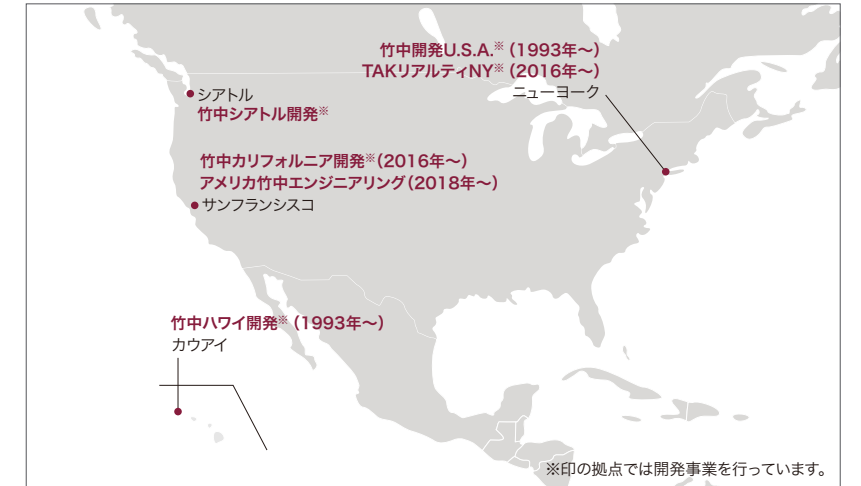 竹中開発U.S.A.※（1993年～）
TAKリアルティNY※（2016年～）
ニューヨーク
シアトル
竹中シアトル開発※
竹中カリフォルニア開発※（2016年～）
アメリカ竹中エンジニアリング（2018年～）
サンフランシスコ
竹中ハワイ開発※（1993年～）
カウアイ
※印の拠点では開発事業を行っています。